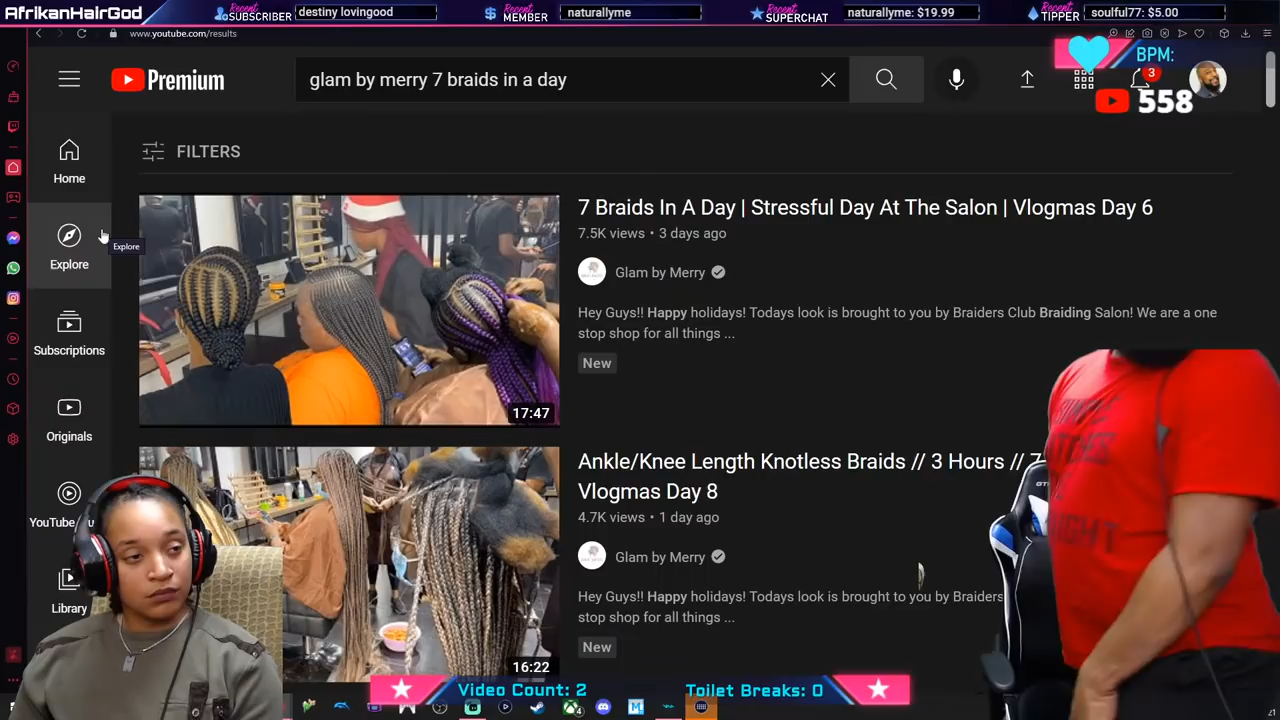 AfrikanHairGod
Recent SUBSCRIBER destiny lovingood
Recent MEMBER naturallyme
Recent SUPERCHAT naturallyme: $19.99
Recent TIPPER soulful77: $5.00
www.youtube.com/results
BPM:
Premium
glam by merry 7 braids in a day
3
558
FILTERS
Home
Explore
Explore
Subscriptions
Originals
Library
7 Braids In A Day | Stressful Day At The Salon | Vlogmas Day 6
7.5K views • 3 days ago
Glam by Merry
Hey Guys!! Happy holidays! Todays look is brought to you by Braiders Club Braiding Salon! We are a one
stop shop for all things ...
New
17:47
Ankle/Knee Length Knotless Braids // 3 Hours // 7
Vlogmas Day 8
4.7K views • 1 day ago
Glam by Merry
Hey Guys!! Happy holidays! Todays look is brought to you by Braiders
stop shop for all things ...
New
16:22
Video Count: 2
Toilet Breaks: 0